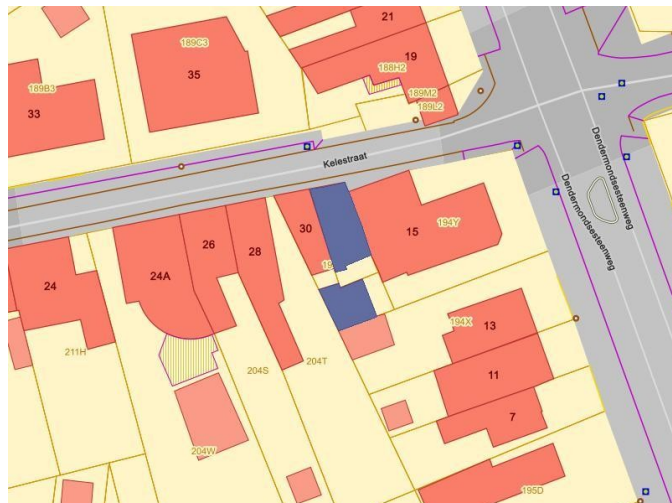 21
189C3
19
35
188H2
189B3
33
189M2
189L2
Kelestraat
Dendermondsesteenweg
Dendermondsesteenweg
194Y
26
30
15
28
24A
24
194X
13
211H
204S
204T
11
7
204W
195D